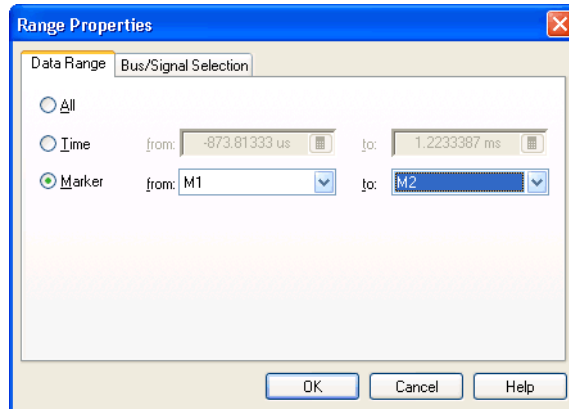 Range Properties
Data Range Bus/Signal Selection
All
Time from: -873.81333 us to: 1.2233387 ms
Marker from: M1 to: M2
OK Cancel Help